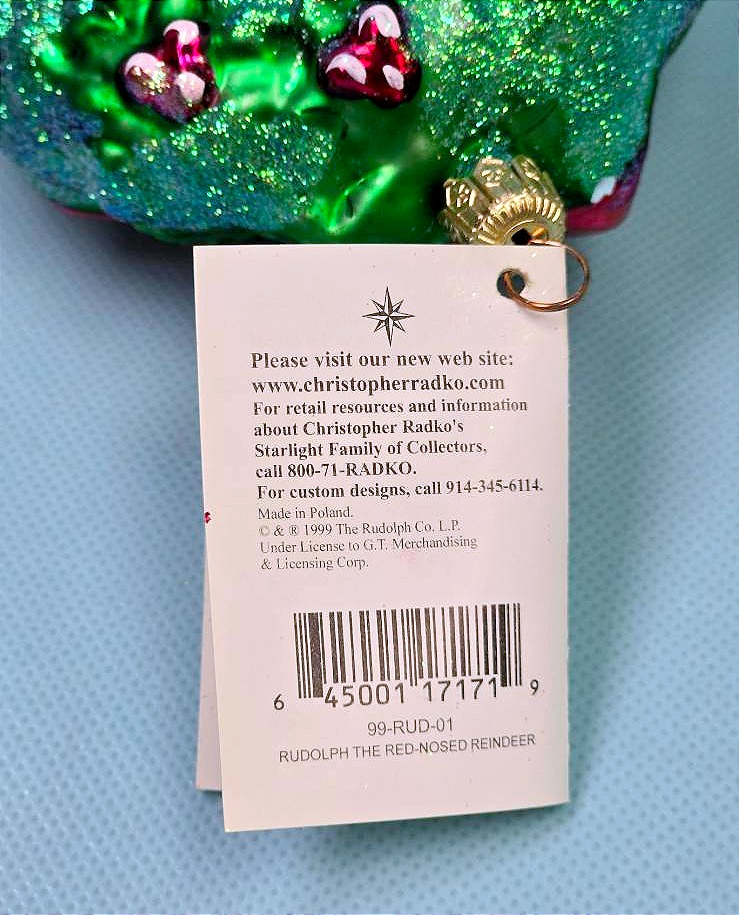 Please visit our new web site:
www.christopherradko.com
For retail resources and information
about Christopher Radko's
Starlight Family of Collectors,
call 800-71-RADKO.
For custom designs, call 914-345-6114.
Made in Poland.
© & ® 1999 The Rudolph Co. L.P.
Under License to G.T. Merchandising
& Licensing Corp.
6 45001 17171 9
99-RUD-01
RUDOLPH THE RED-NOSED REINDEER